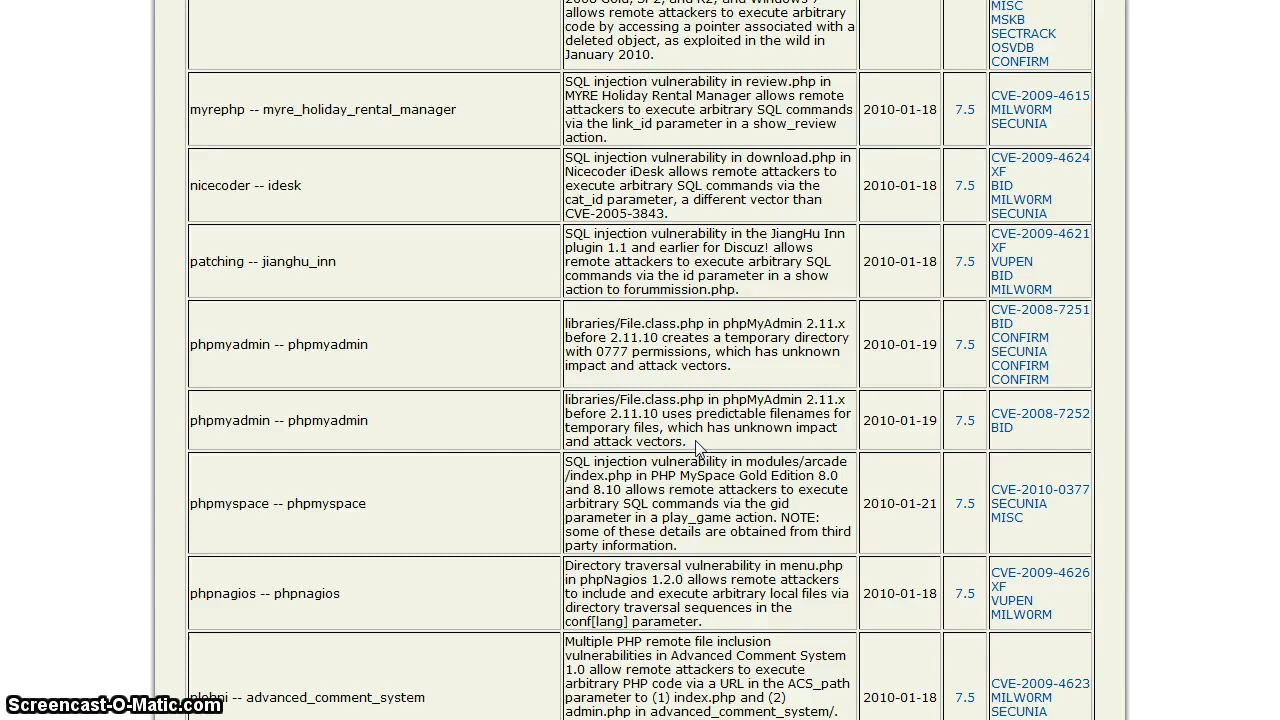 2008 Gold, SP2, and R2, and Windows 7
allows remote attackers to execute arbitrary
code by accessing a pointer associated with a
deleted object, as exploited in the wild in
January 2010.
MISC
MSKB
SECTRACK
OSVDB
CONFIRM
myrephp -- myre_holiday_rental_manager
SQL injection vulnerability in review.php in
MYRE Holiday Rental Manager allows remote
attackers to execute arbitrary SQL commands
via the link_id parameter in a show_review
action.
2010-01-18
7.5
CVE-2009-4615
MILW0RM
SECUNIA
nicecoder -- idesk
SQL injection vulnerability in download.php in
Nicecoder iDesk allows remote attackers to
execute arbitrary SQL commands via the
cat_id parameter, a different vector than
CVE-2005-3843.
2010-01-18
7.5
CVE-2009-4624
XF
BID
MILW0RM
SECUNIA
patching -- jianghu_inn
SQL injection vulnerability in the JiangHu Inn
plugin 1.1 and earlier for Discuz! allows
remote attackers to execute arbitrary SQL
commands via the id parameter in a show
action to forummission.php.
2010-01-18
7.5
CVE-2009-4621
XF
VUPEN
BID
MILW0RM
phpmyadmin -- phpmyadmin
libraries/File.class.php in phpMyAdmin 2.11.x
before 2.11.10 creates a temporary directory
with 0777 permissions, which has unknown
impact and attack vectors.
2010-01-19
7.5
CVE-2008-7251
BID
CONFIRM
SECUNIA
CONFIRM
CONFIRM
phpmyadmin -- phpmyadmin
libraries/File.class.php in phpMyAdmin 2.11.x
before 2.11.10 uses predictable filenames for
temporary files, which has unknown impact
and attack vectors.
2010-01-19
7.5
CVE-2008-7252
BID
phpmyspace -- phpmyspace
SQL injection vulnerability in modules/arcade
/index.php in PHP MySpace Gold Edition 8.0
and 8.10 allows remote attackers to execute
arbitrary SQL commands via the gid
parameter in a play_game action. NOTE:
some of these details are obtained from third
party information.
2010-01-21
7.5
CVE-2010-0377
SECUNIA
MISC
phpnagios -- phpnagios
Directory traversal vulnerability in menu.php
in phpNagios 1.2.0 allows remote attackers
to include and execute arbitrary local files via
directory traversal sequences in the
conf[lang] parameter.
2010-01-18
7.5
CVE-2009-4626
XF
VUPEN
MILW0RM
plohni -- advanced_comment_system
Multiple PHP remote file inclusion
vulnerabilities in Advanced Comment System
1.0 allow remote attackers to execute
arbitrary PHP code via a URL in the ACS_path
parameter to (1) index.php and (2)
admin.php in advanced_comment_system/.
2010-01-18
7.5
CVE-2009-4623
MILW0RM
SECUNIA
Screencast-O-Matic.com